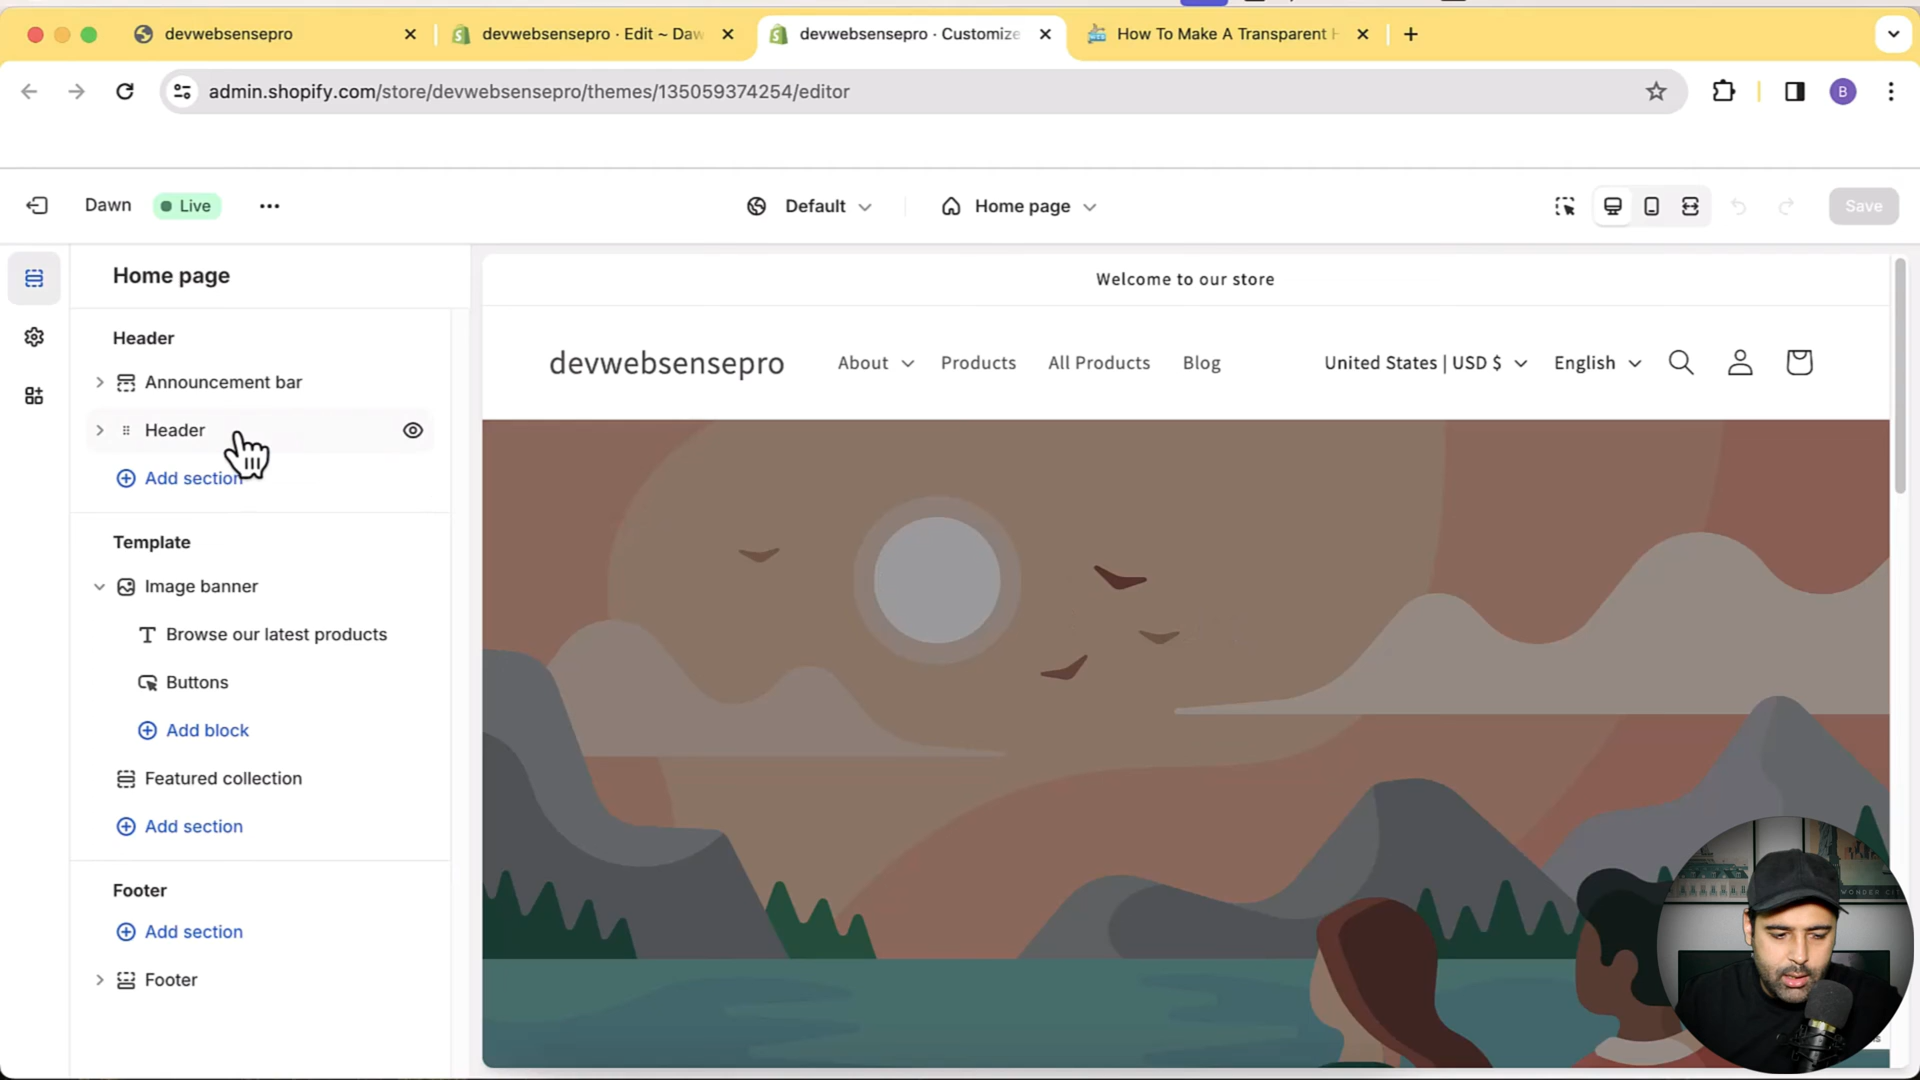 devwebsensepro
devwebsensepro · Edit ~ Daw
devwebsensepro · Customize
How To Make A Transparent H
admin.shopify.com/store/devwebsensepro/themes/135059374254/editor
B
Dawn
Live
Default
Home page
Save
Home page
Header
Announcement bar
Header
Add section
Template
Image banner
Browse our latest products
Buttons
Add block
Featured collection
Add section
Footer
Add section
Footer
Welcome to our store
devwebsensepro
About
Products
All Products
Blog
United States | USD $
English
WONDER CI